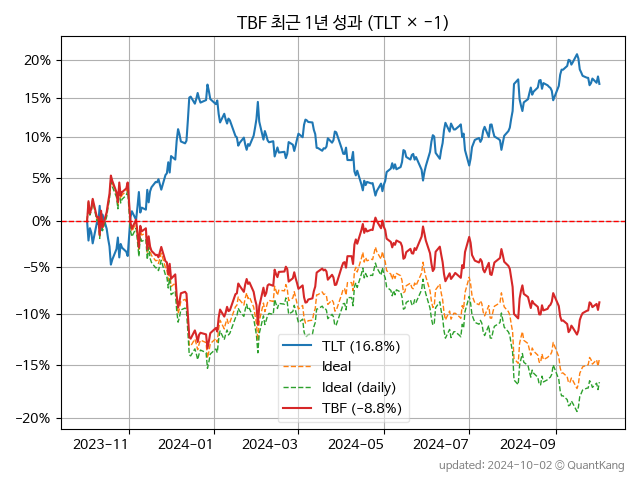 TBF 최근 1년 성과 (TLT × −1)
20%
15%
10%
5%
0%
−5%
−10%
−15%
−20%
TLT (16.8%)
Ideal
Ideal (daily)
TBF (−8.8%)
2023−11 2024−01 2024−03 2024−05 2024−07 2024−09
updated: 2024-10-02 © QuantKang